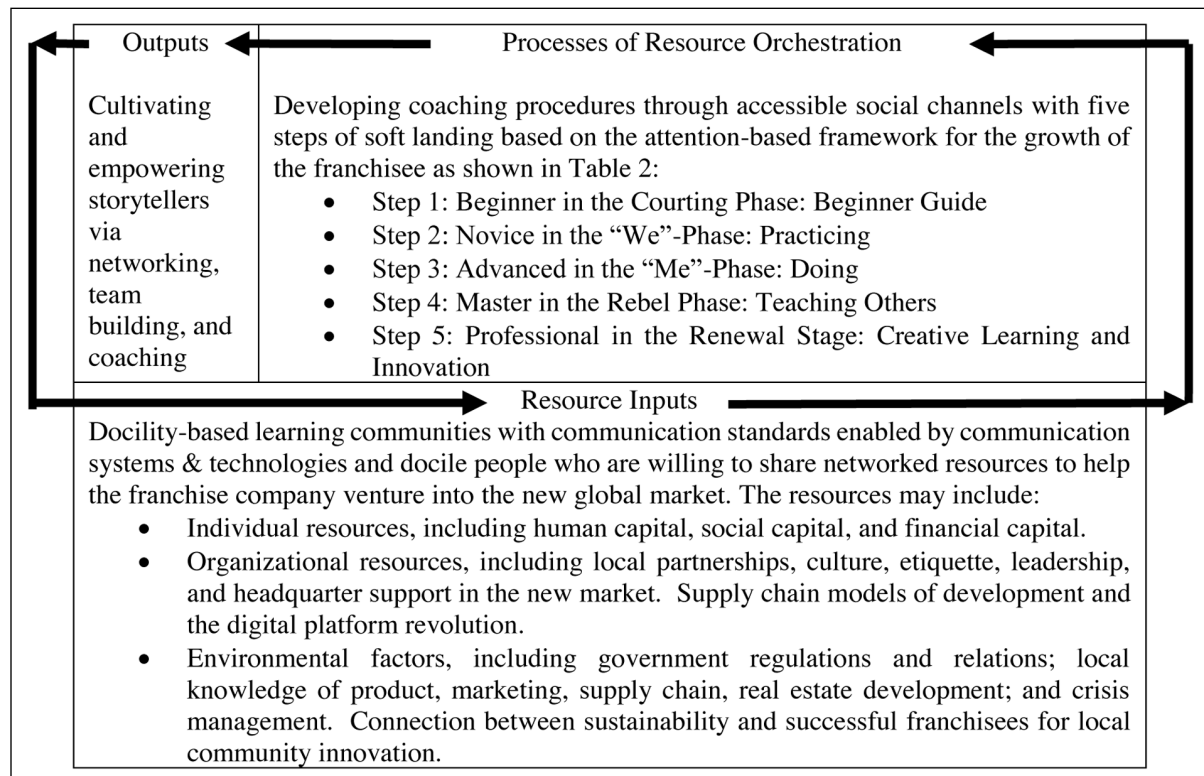 Outputs
Cultivating
and
empowering
storytellers
via
networking,
team
building, and
coaching
Processes of Resource Orchestration
Developing coaching procedures through accessible social channels with five
steps of soft landing based on the attention-based framework for the growth of
the franchisee as shown in Table 2:
• Step 1: Beginner in the Courting Phase: Beginner Guide
• Step 2: Novice in the “We”-Phase: Practicing
• Step 3: Advanced in the “Me”-Phase: Doing
• Step 4: Master in the Rebel Phase: Teaching Others
• Step 5: Professional in the Renewal Stage: Creative Learning and
Innovation
Resource Inputs
Docility-based learning communities with communication standards enabled by communication
systems & technologies and docile people who are willing to share networked resources to help
the franchise company venture into the new global market. The resources may include:
• Individual resources, including human capital, social capital, and financial capital.
• Organizational resources, including local partnerships, culture, etiquette, leadership,
and headquarter support in the new market. Supply chain models of development and
the digital platform revolution.
• Environmental factors, including government regulations and relations; local
knowledge of product, marketing, supply chain, real estate development; and crisis
management. Connection between sustainability and successful franchisees for local
community innovation.